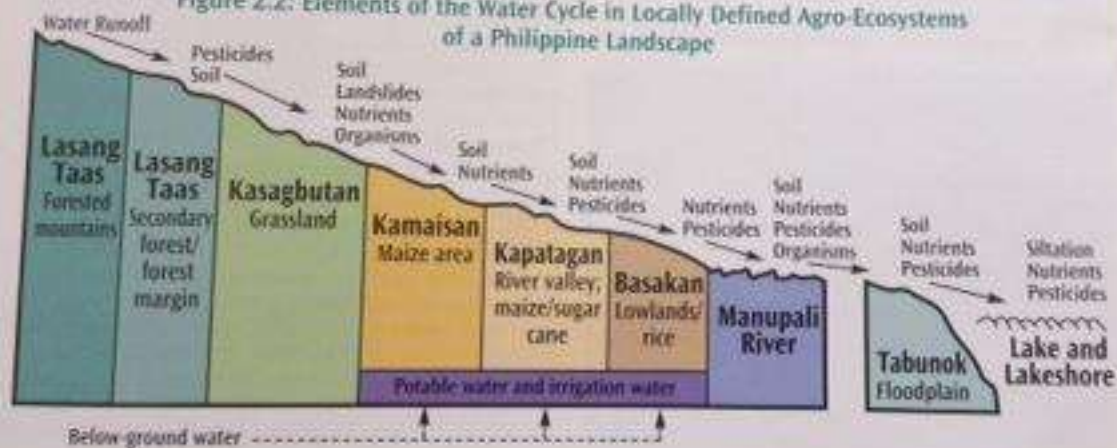 Figure 2.2: Elements of the Water Cycle in Locally Defined Agro-Ecosystems
of a Philippine Landscape
Water Runoff
Pesticides
Soil
Soil
Landslides
Nutrients
Organisms
Soil
Nutrients
Soil
Nutrients
Pesticides
Nutrients
Pesticides
Soil
Nutrients
Pesticides
Organisms
Soil
Nutrients
Pesticides
Siltation
Nutrients
Pesticides
Lasang
Taas
Forested
mountains
Lasang
Taas
Secondary
forest/
forest
margin
Kasagbutan
Grassland
Kamaisan
Maize area
Kapatagan
River valley,
maize/sugar
cane
Basakan
Lowlands/
rice
Manupali
River
Tabunok
Floodplain
Lake and
Lakeshore
Potable water and irrigation water
Below-ground water